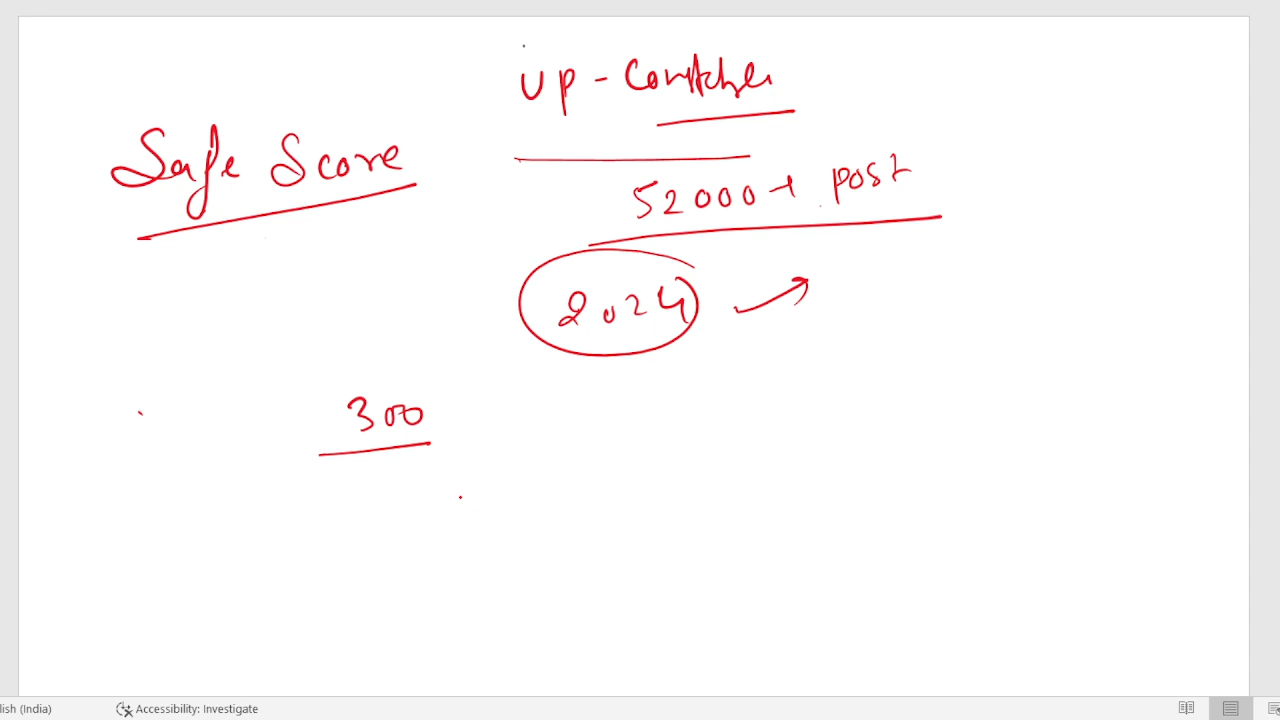 UP - Constable
Safe Score
52000+ post
2024
300
lish (India)
Accessibility: Investigate